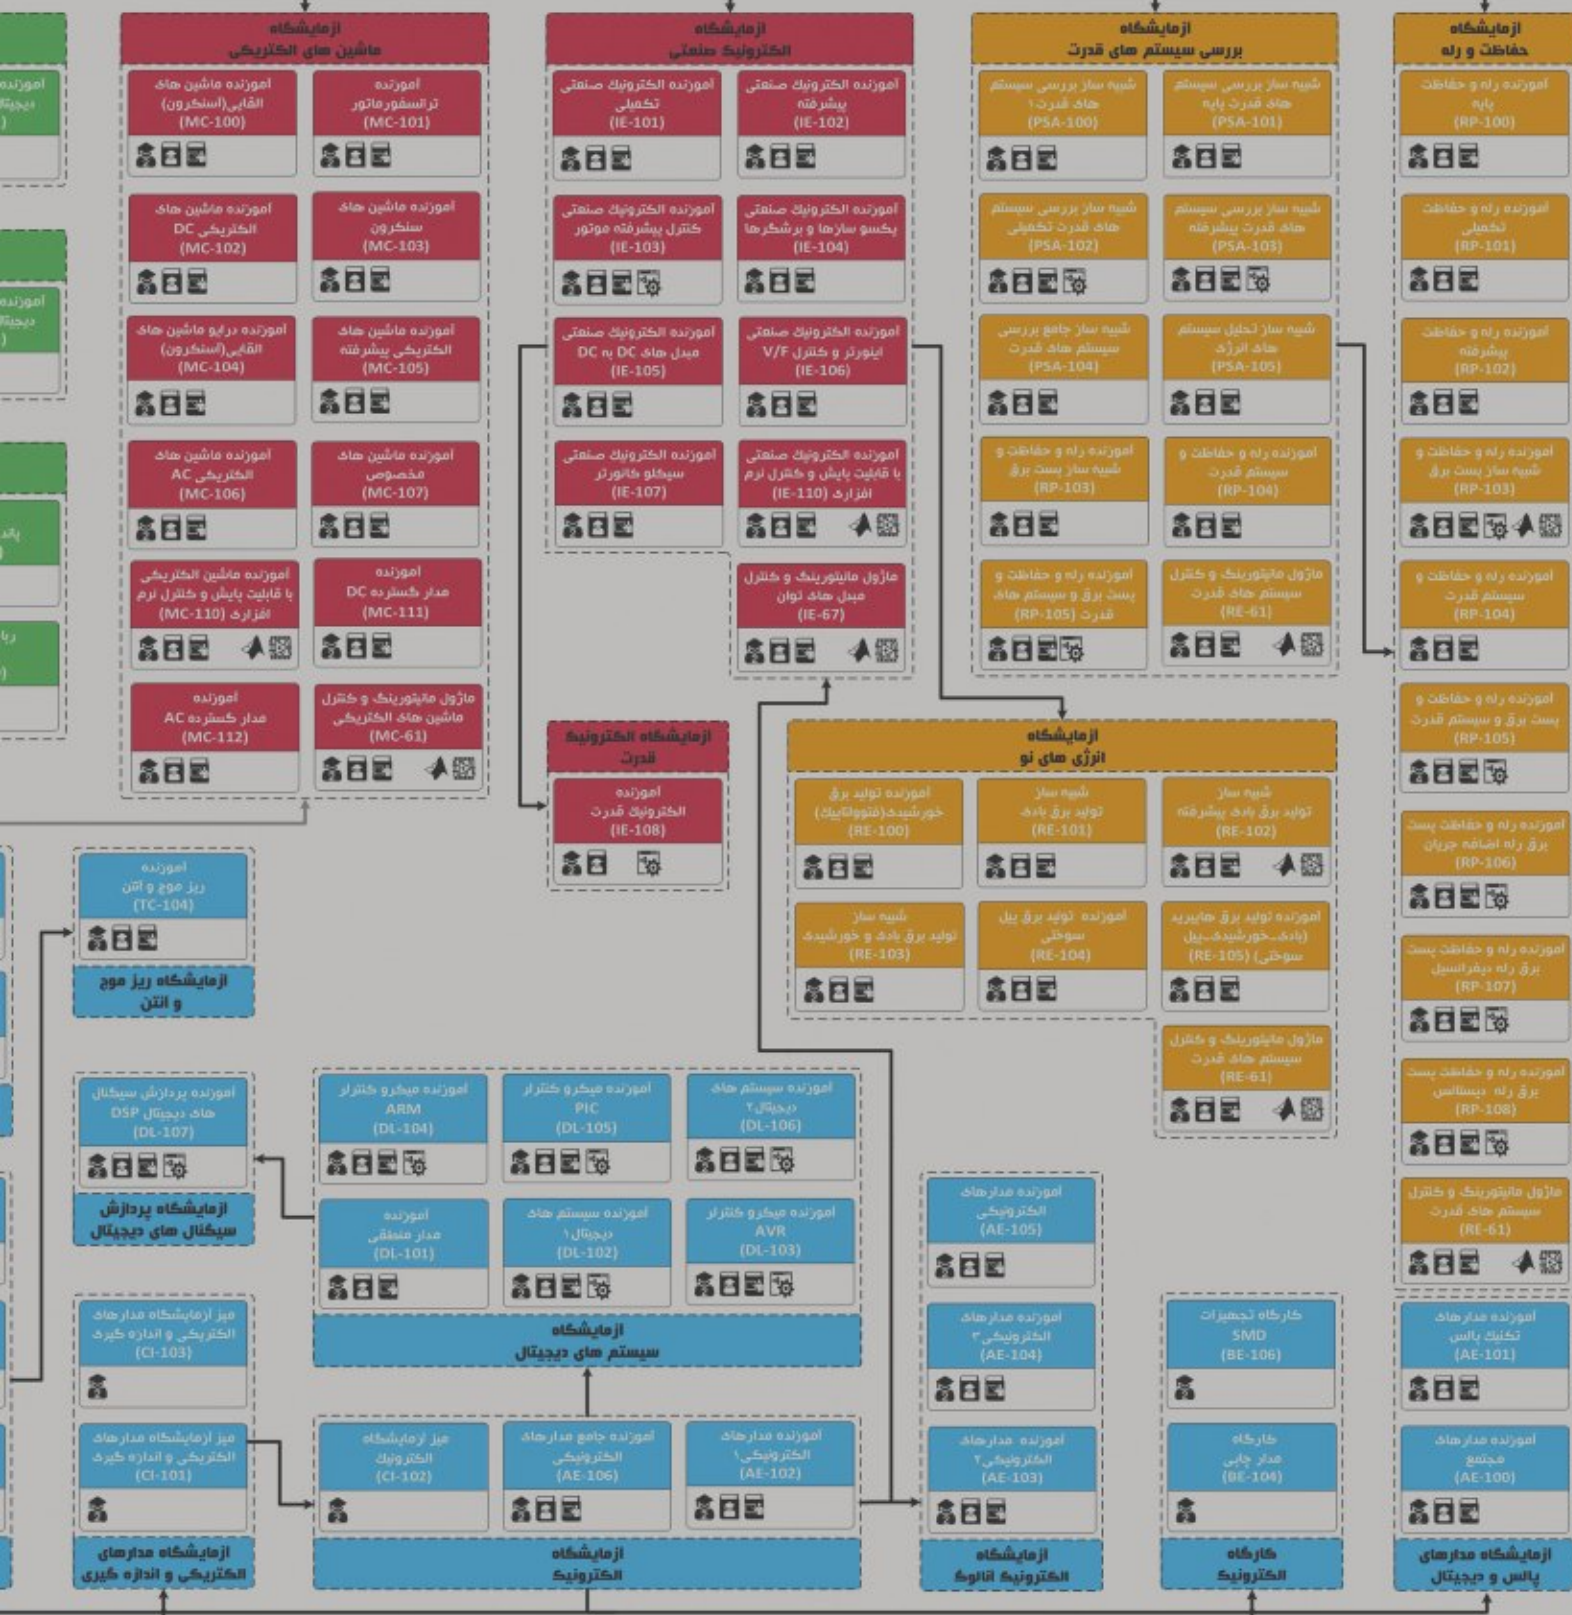 آزمایشگاه
ماشین های الکتریکی
آموزنده ماشین های
القایی(آسنکرون)
(MC-100)
آموزنده
ترانسفورماتور
(MC-101)
آموزنده ماشین های
الکتریکی DC
(MC-102)
آموزنده ماشین های
سنکرون
(MC-103)
آموزنده درایو ماشین های
القایی(آسنکرون)
(MC-104)
آموزنده ماشین های
الکتریکی پیشرفته
(MC-105)
آموزنده ماشین های
الکتریکی AC
(MC-106)
آموزنده ماشین های
مخصوص
(MC-107)
آموزنده ماشین الکتریکی
با قابلیت پایش و کنترل نرم
افزاری (MC-110)
آموزنده
مدار گسترده DC
(MC-111)
آموزنده
مدار گسترده AC
(MC-112)
ماژول مانیتورینگ و کنترل
ماشین های الکتریکی
(MC-61)
آزمایشگاه
الکترونیک صنعتی
آموزنده الکترونیک صنعتی
تکمیلی
(IE-101)
آموزنده الکترونیک صنعتی
پیشرفته
(IE-102)
آموزنده الکترونیک صنعتی
کنترل پیشرفته موتور
(IE-103)
آموزنده الکترونیک صنعتی
یکسو سازها و برشگرها
(IE-104)
آموزنده الکترونیک صنعتی
مبدل های DC به DC
(IE-105)
آموزنده الکترونیک صنعتی
اینورتر و کنترل V/F
(IE-106)
آموزنده الکترونیک صنعتی
سیکلو کانورتر
(IE-107)
آموزنده الکترونیک صنعتی
با قابلیت پایش و کنترل نرم
افزاری (IE-110)
ماژول مانیتورینگ و کنترل
مبدل های توان
(IE-67)
آزمایشگاه الکترونیک
قدرت
آموزنده
الکترونیک قدرت
(IE-108)
آزمایشگاه
بررسی سیستم های قدرت
شبیه ساز بررسی سیستم
های قدرت۱
(PSA-100)
شبیه ساز بررسی سیستم
های قدرت پایه
(PSA-101)
شبیه ساز بررسی سیستم
های قدرت تکمیلی
(PSA-102)
شبیه ساز بررسی سیستم
های قدرت پیشرفته
(PSA-103)
شبیه ساز جامع بررسی
سیستم های قدرت
(PSA-104)
شبیه ساز تحلیل سیستم
های انرژی
(PSA-105)
آموزنده رله و حفاظت و
شبیه ساز پست برق
(RP-103)
آموزنده رله و حفاظت و
سیستم قدرت
(RP-104)
آموزنده رله و حفاظت و
پست برق و سیستم های
قدرت (RP-105)
ماژول مانیتورینگ و کنترل
سیستم های قدرت
(RE-61)
آزمایشگاه
انرژی های نو
آموزنده تولید برق
خورشیدی(فتوولتاییک)
(RE-100)
شبیه ساز
تولید برق بادی
(RE-101)
شبیه ساز
تولید برق بادی پیشرفته
(RE-102)
شبیه ساز
تولید برق بادی و خورشیدی
(RE-103)
آموزنده تولید برق پیل
سوختی
(RE-104)
آموزنده تولید برق هایبرید
(بادی_خورشیدی_پیل
سوختی) (RE-105)
ماژول مانیتورینگ و کنترل
سیستم های قدرت
(RE-61)
آزمایشگاه
حفاظت و رله
آموزنده رله و حفاظت
پایه
(RP-100)
آموزنده رله و حفاظت
تکمیلی
(RP-101)
آموزنده رله و حفاظت
پیشرفته
(RP-102)
آموزنده رله و حفاظت و
شبیه ساز پست برق
(RP-103)
آموزنده رله و حفاظت و
سیستم قدرت
(RP-104)
آموزنده رله و حفاظت و
پست برق و سیستم قدرت
(RP-105)
آموزنده رله و حفاظت پست
برق رله اضافه جریان
(RP-106)
آموزنده رله و حفاظت پست
برق رله دیفرانسیل
(RP-107)
آموزنده رله و حفاظت پست
برق رله دیستانس
(RP-108)
ماژول مانیتورینگ و کنترل
سیستم های قدرت
(RE-61)
آموزنده
ریز موج و آنتن
(TC-104)
آزمایشگاه ریز موج
و آنتن
آموزنده پردازش سیگنال
های دیجیتال DSP
(DL-107)
آزمایشگاه پردازش
سیگنال های دیجیتال
آموزنده میکرو کنترلر
ARM
(DL-104)
آموزنده میکرو کنترلر
PIC
(DL-105)
آموزنده سیستم های
دیجیتال۲
(DL-106)
آموزنده
مدار منطقی
(DL-101)
آموزنده سیستم های
دیجیتال۱
(DL-102)
آموزنده میکرو کنترلر
AVR
(DL-103)
آزمایشگاه
سیستم های دیجیتال
میز آزمایشگاه مدارهای
الکتریکی و اندازه گیری
(CI-103)
میز آزمایشگاه مدارهای
الکتریکی و اندازه گیری
(CI-101)
آزمایشگاه مدارهای
الکتریکی و اندازه گیری
میز آزمایشگاه
الکترونیک
(CI-102)
آموزنده جامع مدارهای
الکترونیکی
(AE-106)
آموزنده مدارهای
الکترونیکی۱
(AE-102)
آزمایشگاه
الکترونیک
آموزنده مدارهای
الکترونیکی
(AE-105)
آموزنده مدارهای
الکترونیکی۳
(AE-104)
آموزنده مدارهای
الکترونیکی۲
(AE-103)
آزمایشگاه
الکترونیک آنالوگ
کارگاه تجهیزات
SMD
(BE-106)
کارگاه
مدار چاپی
(BE-104)
کارگاه
الکترونیک
آموزنده مدارهای
تکنیک پالس
(AE-101)
آموزنده مدارهای
مجتمع
(AE-100)
آزمایشگاه مدارهای
پالس و دیجیتال